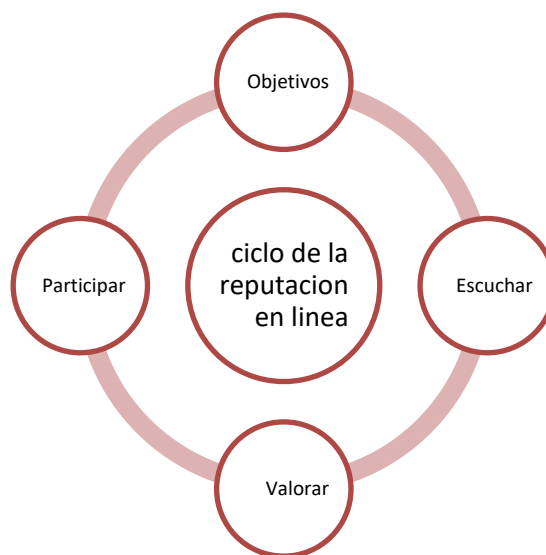 Objetivos
ciclo de la
reputacion
en linea
Participar
Escuchar
Valorar